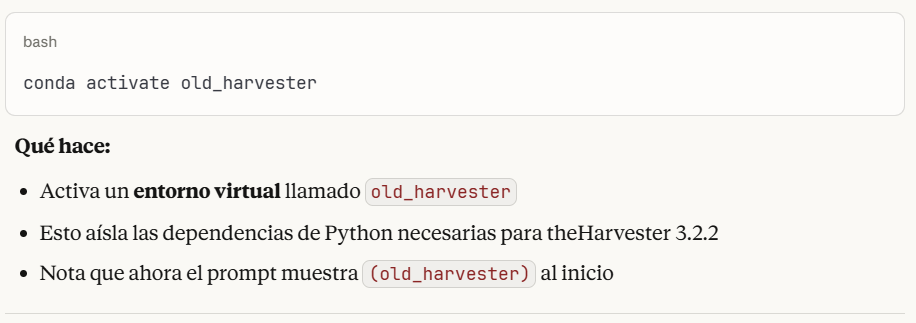 bash
conda activate old_harvester
Qué hace:
Activa un entorno virtual llamado old_harvester
Esto aísla las dependencias de Python necesarias para theHarvester 3.2.2
Nota que ahora el prompt muestra (old_harvester) al inicio